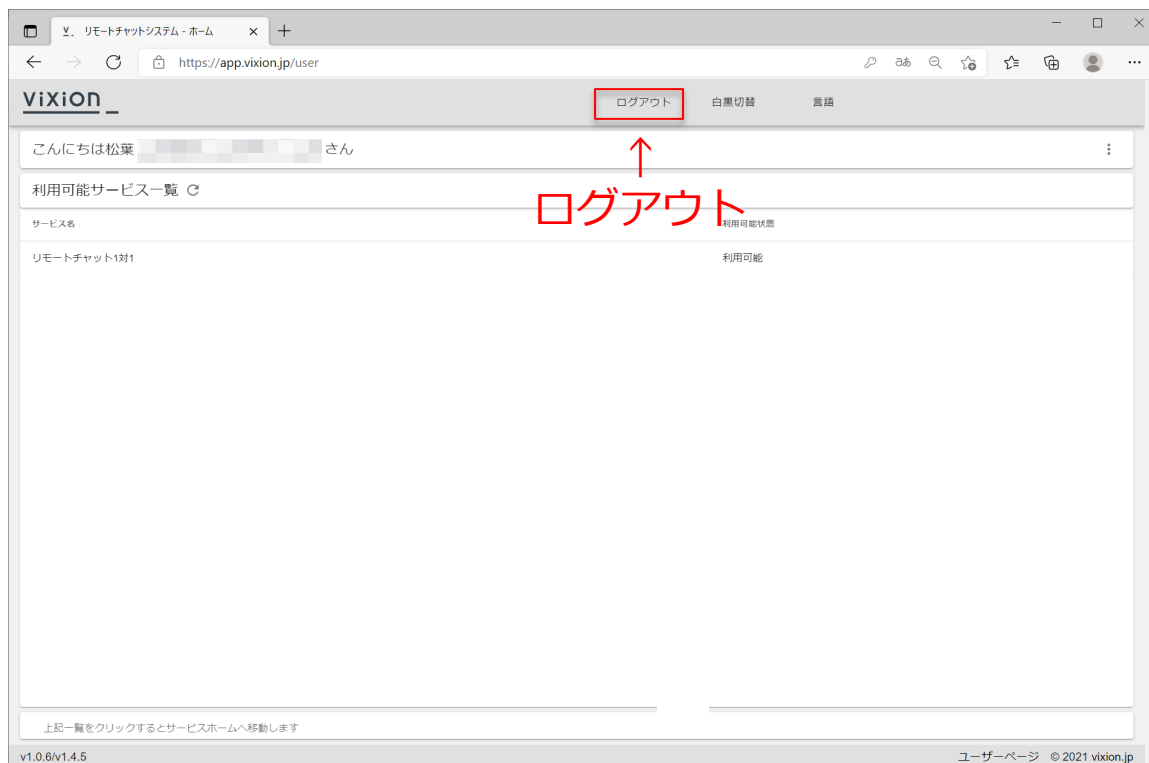 V. リモートチャットシステム - ホーム
https://app.vixion.jp/user
ViXion_
ログアウト 白黒切替 言語
こんにちは松葉 さん
利用可能サービス一覧
ログアウト
サービス名 利用可能状態
リモートチャット1対1 利用可能
上記一覧をクリックするとサービスホームへ移動します
v1.0.6/v1.4.5 ユーザーページ © 2021 vixion.jp